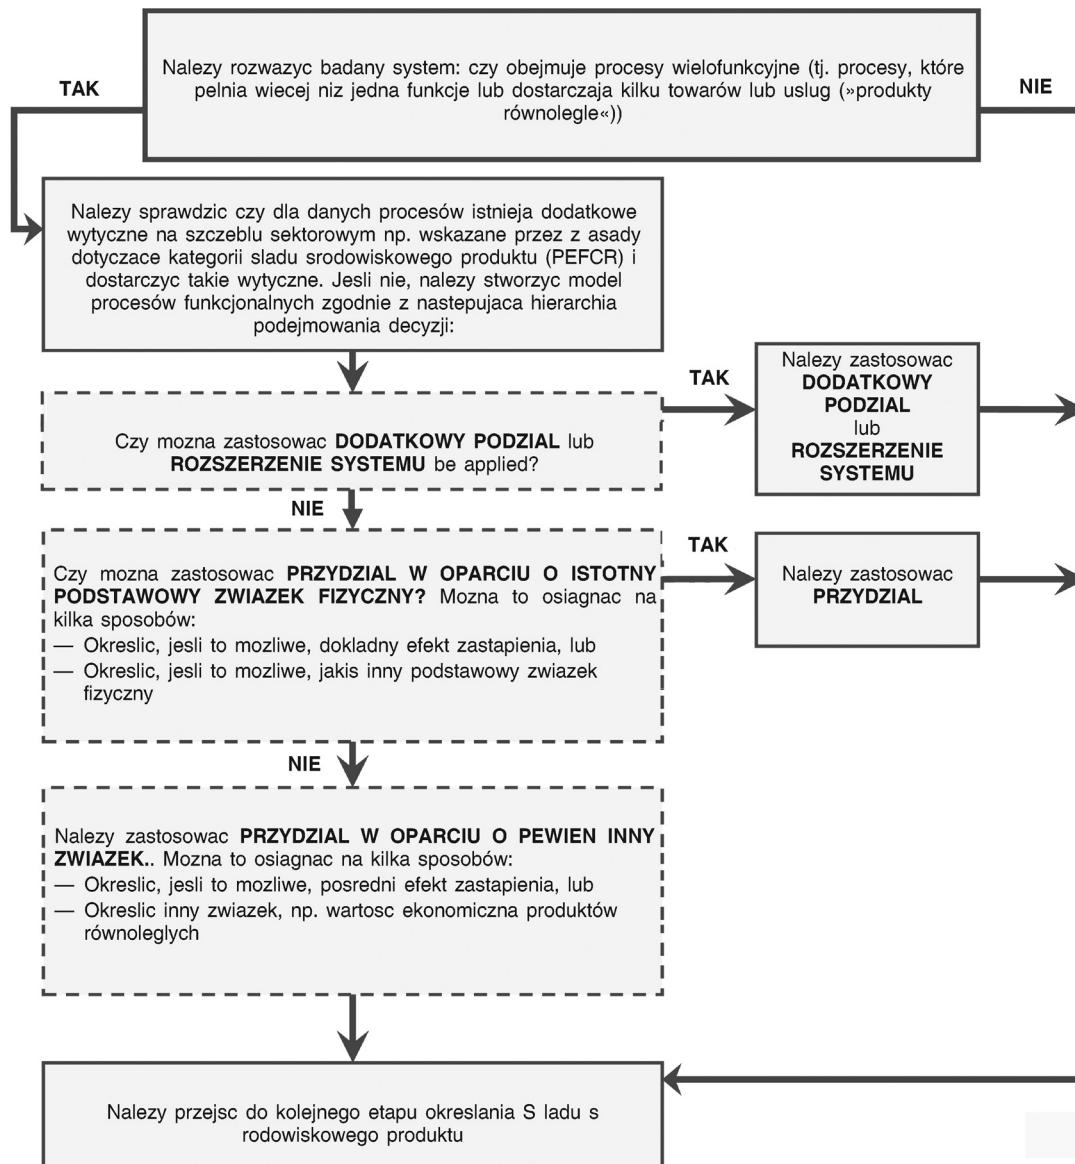 Nalezy rozwazyc badany system: czy obejmuje procesy wielofunkcyjne (tj. procesy, które
pelnia wiecej niz jedna funkcje lub dostarczaja kilku towarów lub uslug (»produkty
równolegle«))
TAK
NIE
Nalezy sprawdzic czy dla danych procesów istnieja dodatkowe
wytyczne na szczeblu sektorowym np. wskazane przez z asady
dotyczace kategorii sladu srodowiskowego produktu (PEFCR) i
dostarczyc takie wytyczne. Jesli nie, nalezy stworzyc model
procesów funkcjonalnych zgodnie z nastepujaca hierarchia
podejmowania decyzji:
Czy mozna zastosowac DODATKOWY PODZIAL lub
ROZSZERZENIE SYSTEMU be applied?
TAK
Nalezy zastosowac
DODATKOWY
PODZIAL
lub
ROZSZERZENIE
SYSTEMU
NIE
Czy mozna zastosowac PRZYDZIAL W OPARCIU O ISTOTNY
PODSTAWOWY ZWIAZEK FIZYCZNY? Mozna to osiagnac na
kilka sposobów:
— Okreslic, jesli to mozliwe, dokladny efekt zastapienia, lub
— Okreslic, jesli to mozliwe, jakis inny podstawowy zwiazek
fizyczny
TAK
Nalezy zastosowac
PRZYDZIAL
NIE
Nalezy zastosowac PRZYDZIAL W OPARCIU O PEWIEN INNY
ZWIAZEK.. Mozna to osiagnac na kilka sposobów:
— Okreslic, jesli to mozliwe, posredni efekt zastapienia, lub
— Okreslic inny zwiazek, np. wartosc ekonomiczna produktów
równoleglych
Nalezy przejsc do kolejnego etapu okreslania S ladu s
rodowiskowego produktu